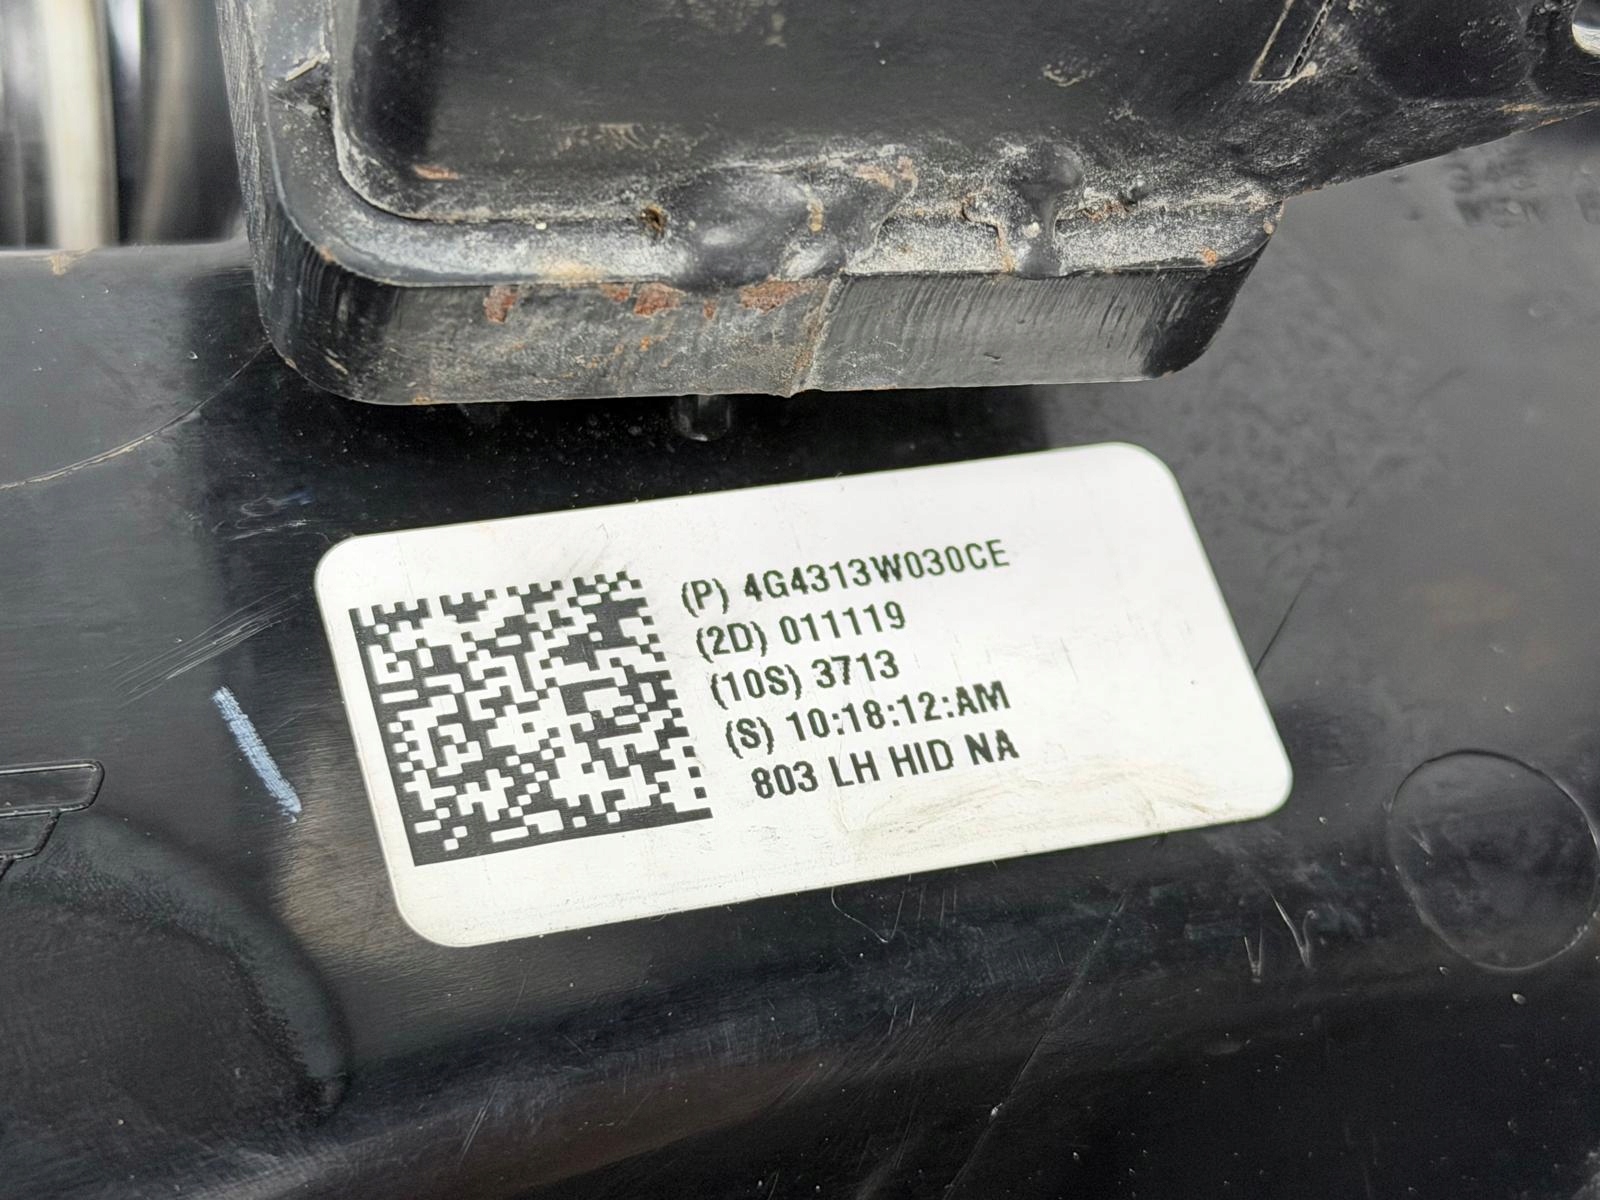 (P) 4G4313W030CE
(2D) 011119
(10S) 3713
(S) 10:18:12:AM
803 LH HID NA